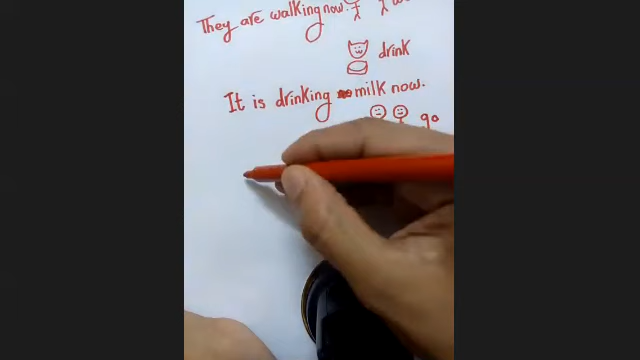 They are walking now.
drink
It is drinking milk now.
go